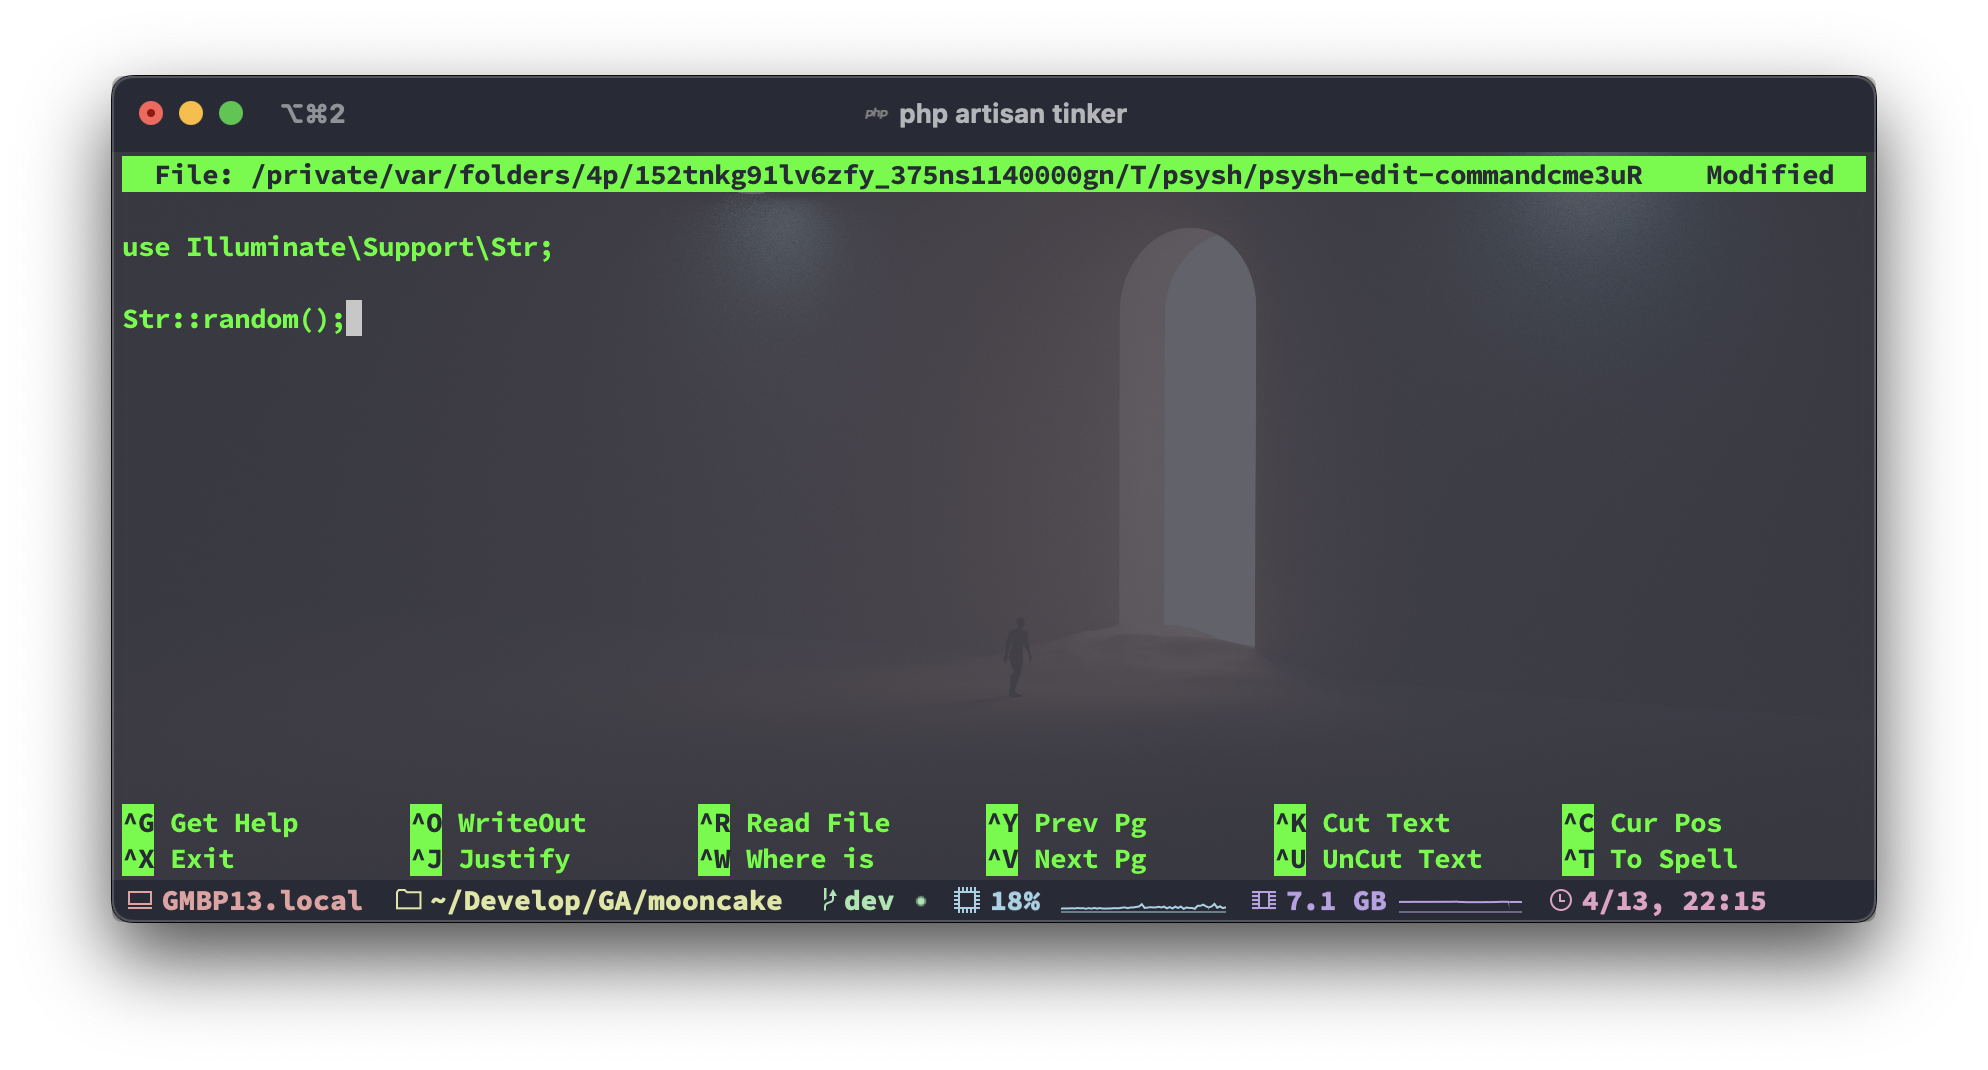 ⌥⌘2
php php artisan tinker
File: /private/var/folders/4p/152tnkg91lv6zfy_375ns1140000gn/T/psysh/psysh-edit-commandcme3uR Modified
use Illuminate\Support\Str;
Str::random();
^G Get Help ^O WriteOut ^R Read File ^Y Prev Pg ^K Cut Text ^C Cur Pos
^X Exit ^J Justify ^W Where is ^V Next Pg ^U UnCut Text ^T To Spell
GMBP13.local ~/Develop/GA/mooncake dev 18% 7.1 GB 4/13, 22:15